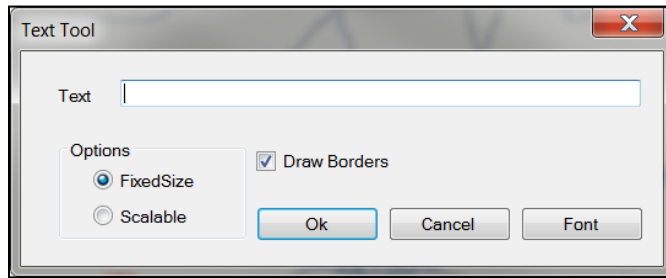 Text Tool
Text
Options
FixedSize
Scalable
Draw Borders
Ok
Cancel
Font